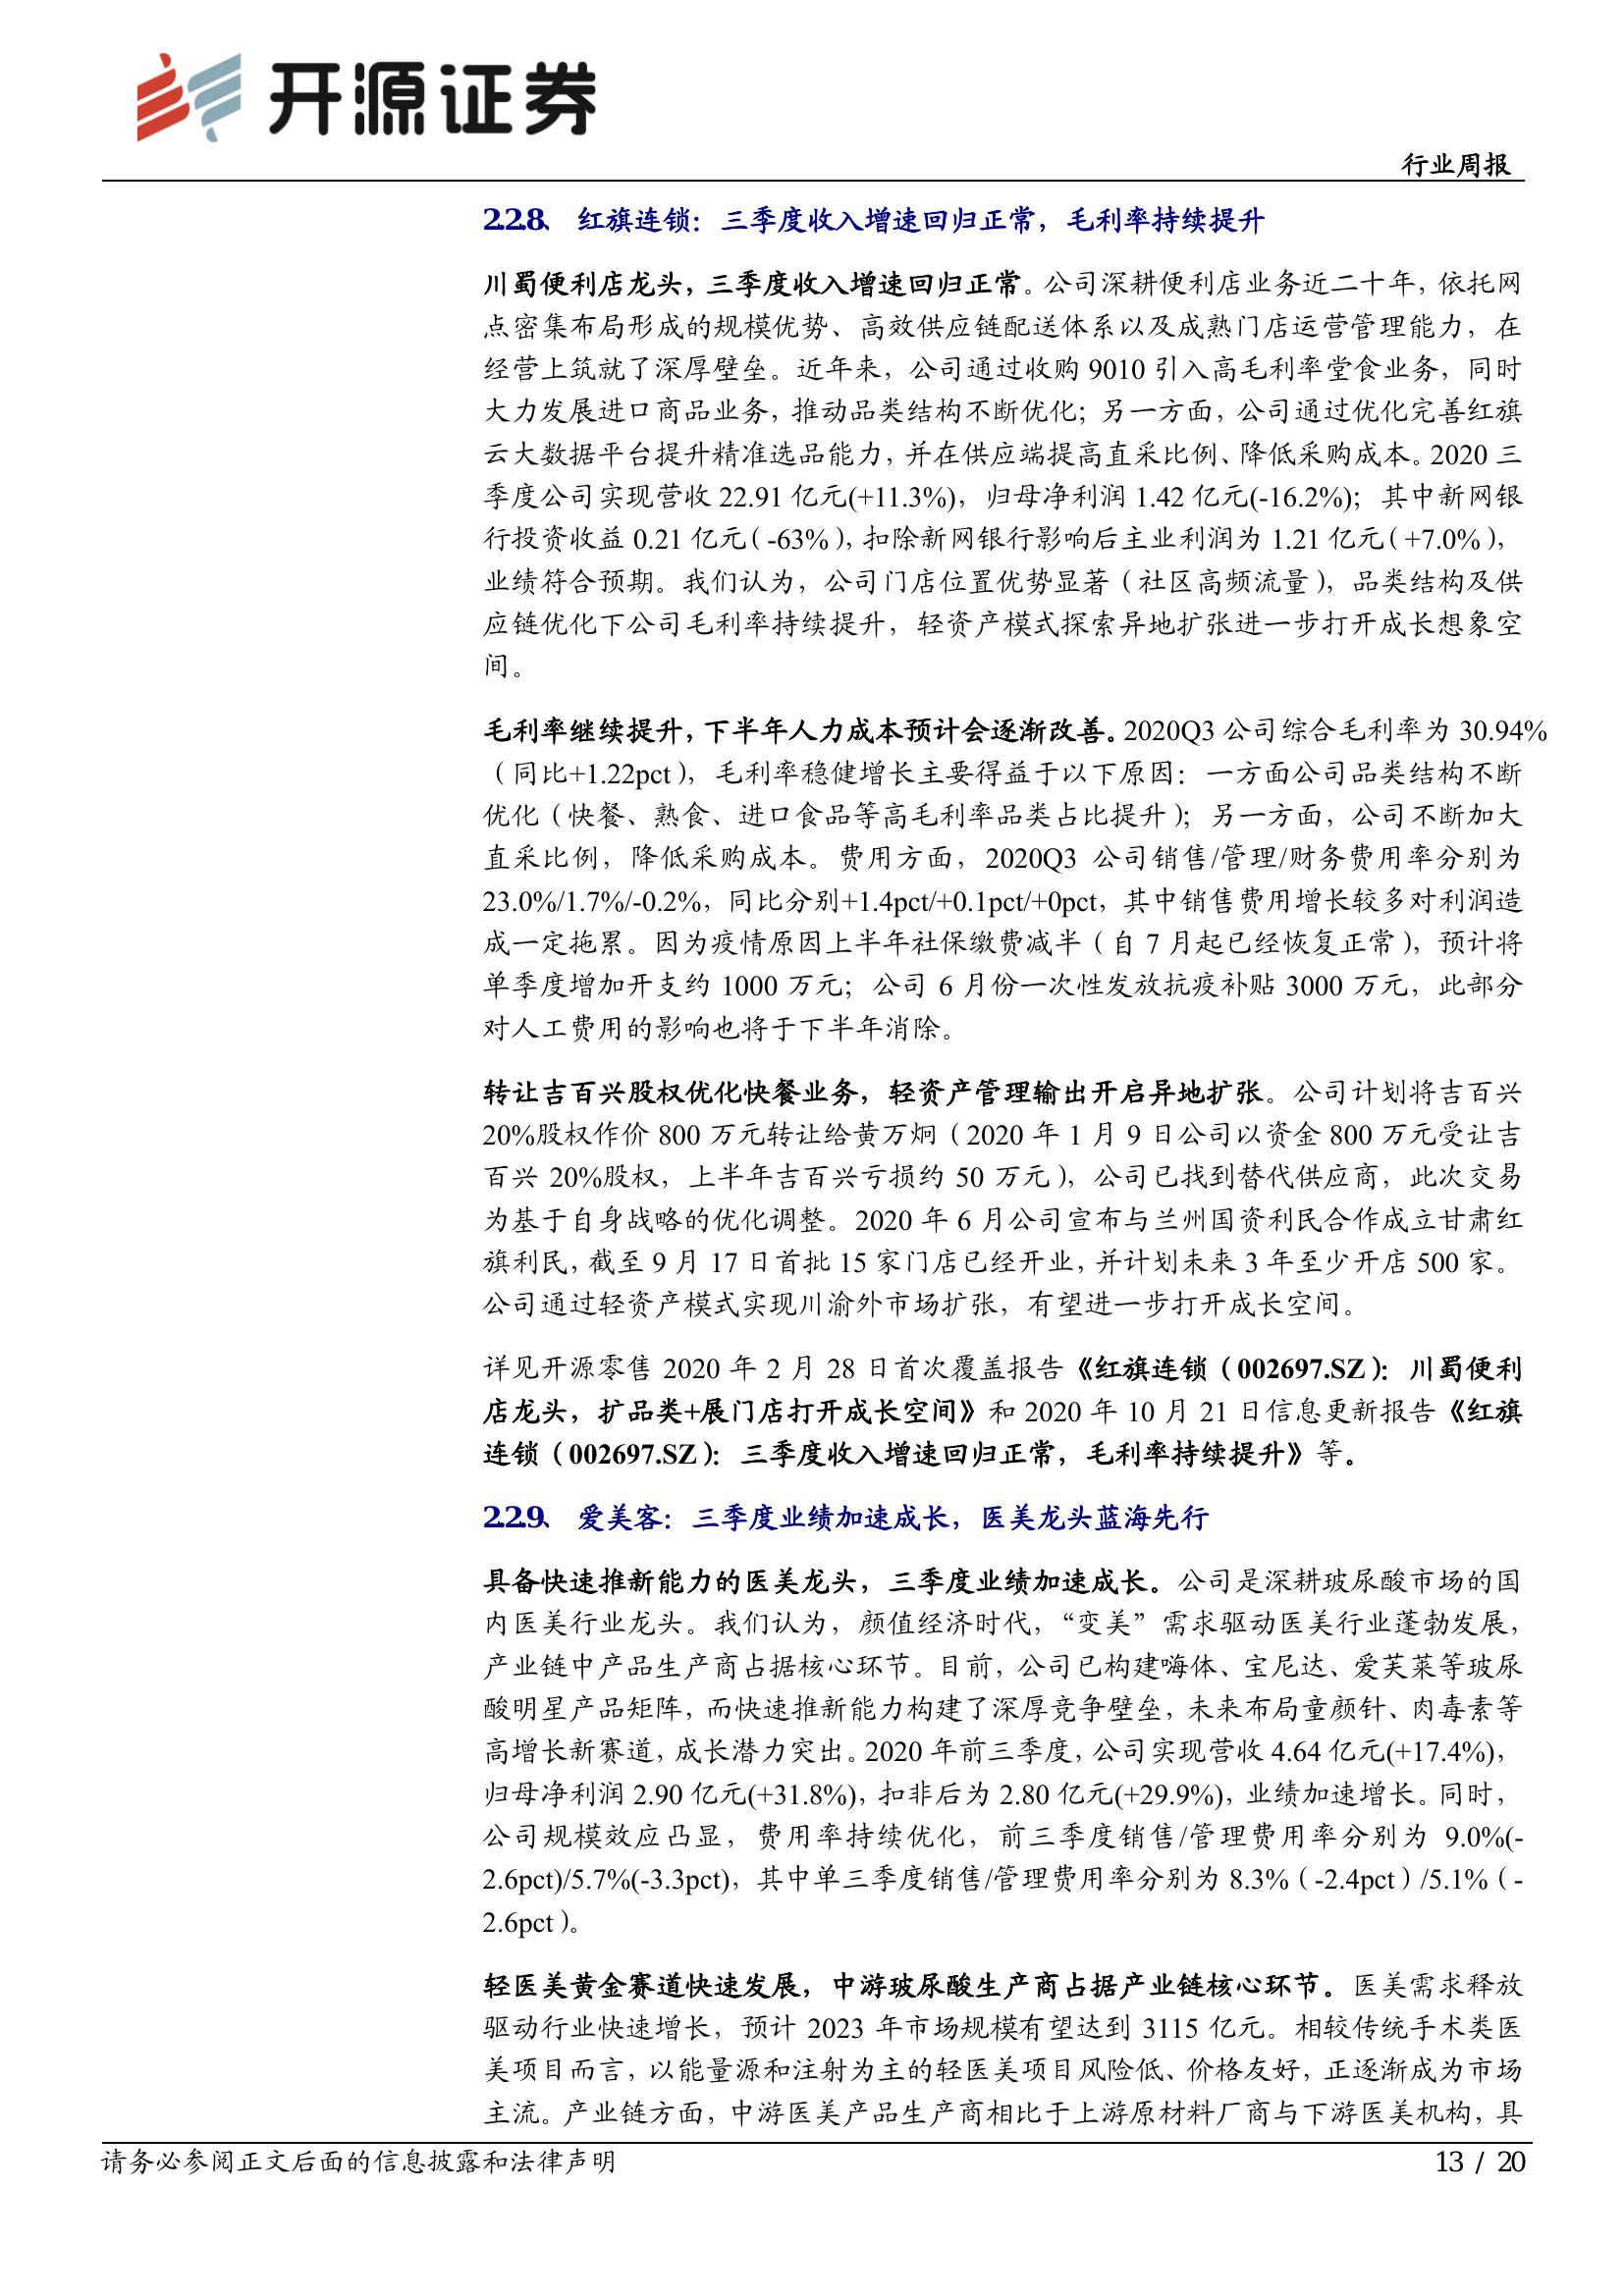 开源证券
行业周报
2.2.8、 红旗连锁：三季度收入增速回归正常，毛利率持续提升
川蜀便利店龙头，三季度收入增速回归正常。公司深耕便利店业务近二十年，依托网
点密集布局形成的规模优势、高效供应链配送体系以及成熟门店运营管理能力，在
经营上筑就了深厚壁垒。近年来，公司通过收购 9010 引入高毛利率堂食业务，同时
大力发展进口商品业务，推动品类结构不断优化；另一方面，公司通过优化完善红旗
云大数据平台提升精准选品能力，并在供应端提高直采比例、降低采购成本。2020 三
季度公司实现营收 22.91 亿元(+11.3%)，归母净利润 1.42 亿元(-16.2%)；其中新网银
行投资收益 0.21 亿元（-63%），扣除新网银行影响后主业利润为 1.21 亿元（+7.0%），
业绩符合预期。我们认为，公司门店位置优势显著（社区高频流量），品类结构及供
应链优化下公司毛利率持续提升，轻资产模式探索异地扩张进一步打开成长想象空
间。
毛利率继续提升，下半年人力成本预计会逐渐改善。2020Q3 公司综合毛利率为 30.94%
（同比+1.22pct），毛利率稳健增长主要得益于以下原因：一方面公司品类结构不断
优化（快餐、熟食、进口食品等高毛利率品类占比提升）；另一方面，公司不断加大
直采比例，降低采购成本。费用方面，2020Q3 公司销售/管理/财务费用率分别为
23.0%/1.7%/-0.2%，同比分别+1.4pct/+0.1pct/+0pct，其中销售费用增长较多对利润造
成一定拖累。因为疫情原因上半年社保缴费减半（自 7 月起已经恢复正常），预计将
单季度增加开支约 1000 万元；公司 6 月份一次性发放抗疫补贴 3000 万元，此部分
对人工费用的影响也将于下半年消除。
转让吉百兴股权优化快餐业务，轻资产管理输出开启异地扩张。公司计划将吉百兴
20%股权作价 800 万元转让给黄万炯（2020 年 1 月 9 日公司以资金 800 万元受让吉
百兴 20%股权，上半年吉百兴亏损约 50 万元），公司已找到替代供应商，此次交易
为基于自身战略的优化调整。2020 年 6 月公司宣布与兰州国资利民合作成立甘肃红
旗利民，截至 9 月 17 日首批 15 家门店已经开业，并计划未来 3 年至少开店 500 家。
公司通过轻资产模式实现川渝外市场扩张，有望进一步打开成长空间。
详见开源零售 2020 年 2 月 28 日首次覆盖报告《红旗连锁（002697.SZ）：川蜀便利
店龙头，扩品类+展门店打开成长空间》和 2020 年 10 月 21 日信息更新报告《红旗
连锁（002697.SZ）：三季度收入增速回归正常，毛利率持续提升》等。
2.2.9、 爱美客：三季度业绩加速成长，医美龙头蓝海先行
具备快速推新能力的医美龙头，三季度业绩加速成长。公司是深耕玻尿酸市场的国
内医美行业龙头。我们认为，颜值经济时代，“变美”需求驱动医美行业蓬勃发展，
产业链中产品生产商占据核心环节。目前，公司已构建嗨体、宝尼达、爱芙莱等玻尿
酸明星产品矩阵，而快速推新能力构建了深厚竞争壁垒，未来布局童颜针、肉毒素等
高增长新赛道，成长潜力突出。2020 年前三季度，公司实现营收 4.64 亿元(+17.4%)，
归母净利润 2.90 亿元(+31.8%)，扣非后为 2.80 亿元(+29.9%)，业绩加速增长。同时，
公司规模效应凸显，费用率持续优化，前三季度销售/管理费用率分别为 9.0%(-
2.6pct)/5.7%(-3.3pct)，其中单三季度销售/管理费用率分别为 8.3%（-2.4pct）/5.1%（-
2.6pct）。
轻医美黄金赛道快速发展，中游玻尿酸生产商占据产业链核心环节。医美需求释放
驱动行业快速增长，预计 2023 年市场规模有望达到 3115 亿元。相较传统手术类医
美项目而言，以能量源和注射为主的轻医美项目风险低、价格友好，正逐渐成为市场
主流。产业链方面，中游医美产品生产商相比于上游原材料厂商与下游医美机构，具
请务必参阅正文后面的信息披露和法律声明
13 / 20